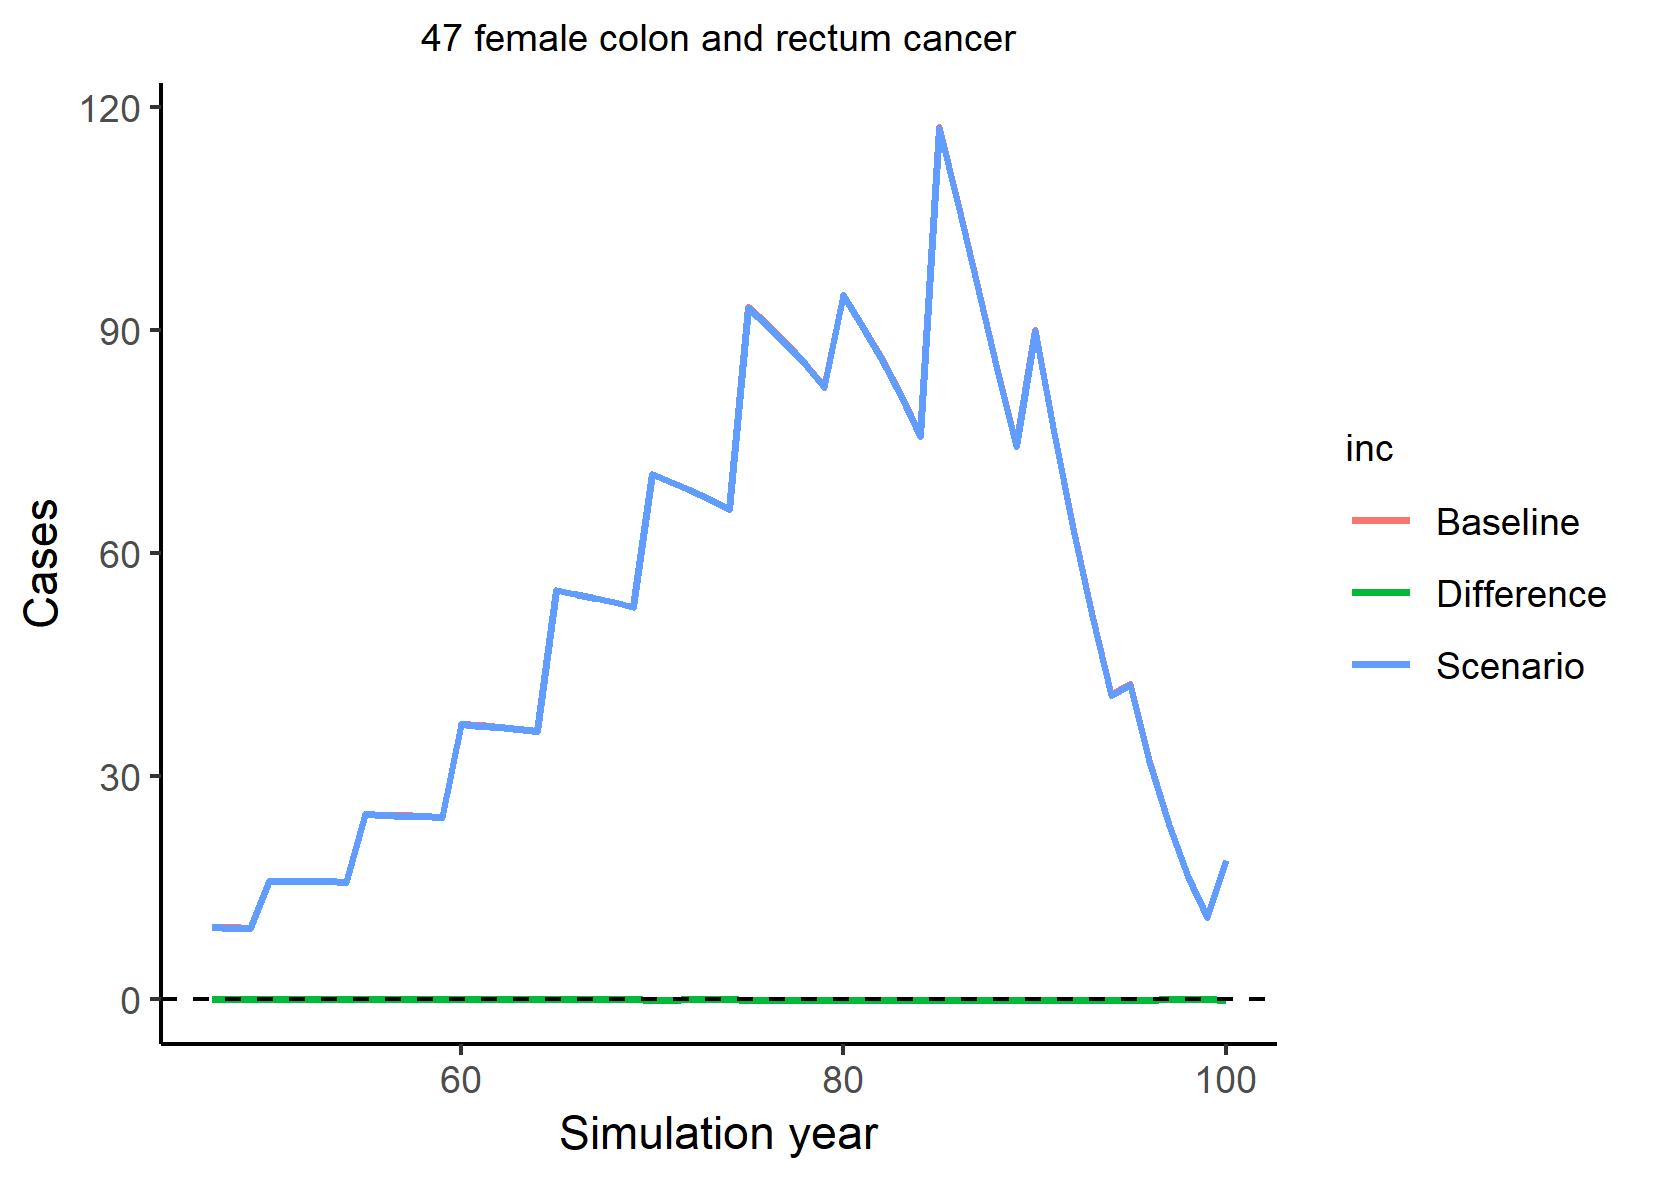 47 female colon and rectum cancer
120
90
60
30
0
Cases
60
80
100
Simulation year
inc
Baseline
Difference
Scenario